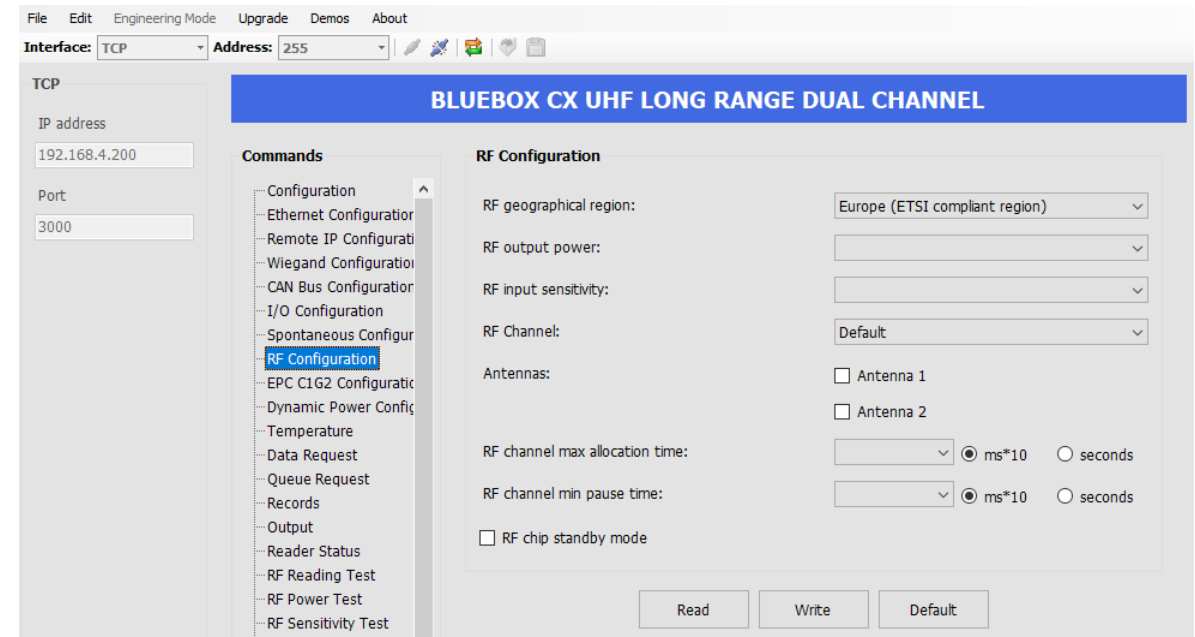 File Edit Engineering Mode Upgrade Demos About
Interface: TCP Address: 255
TCP
IP address
192.168.4.200
Port
3000
BLUEBOX CX UHF LONG RANGE DUAL CHANNEL
Commands
Configuration
Ethernet Configuration
Remote IP Configurati
Wiegand Configuration
CAN Bus Configuration
I/O Configuration
Spontaneous Configur
RF Configuration
EPC C1G2 Configuratic
Dynamic Power Config
Temperature
Data Request
Queue Request
Records
Output
Reader Status
RF Reading Test
RF Power Test
RF Sensitivity Test
RF Configuration
RF geographical region: Europe (ETSI compliant region)
RF output power:
RF input sensitivity:
RF Channel: Default
Antennas: Antenna 1
Antenna 2
RF channel max allocation time: ms*10 seconds
RF channel min pause time: ms*10 seconds
RF chip standby mode
Read Write Default